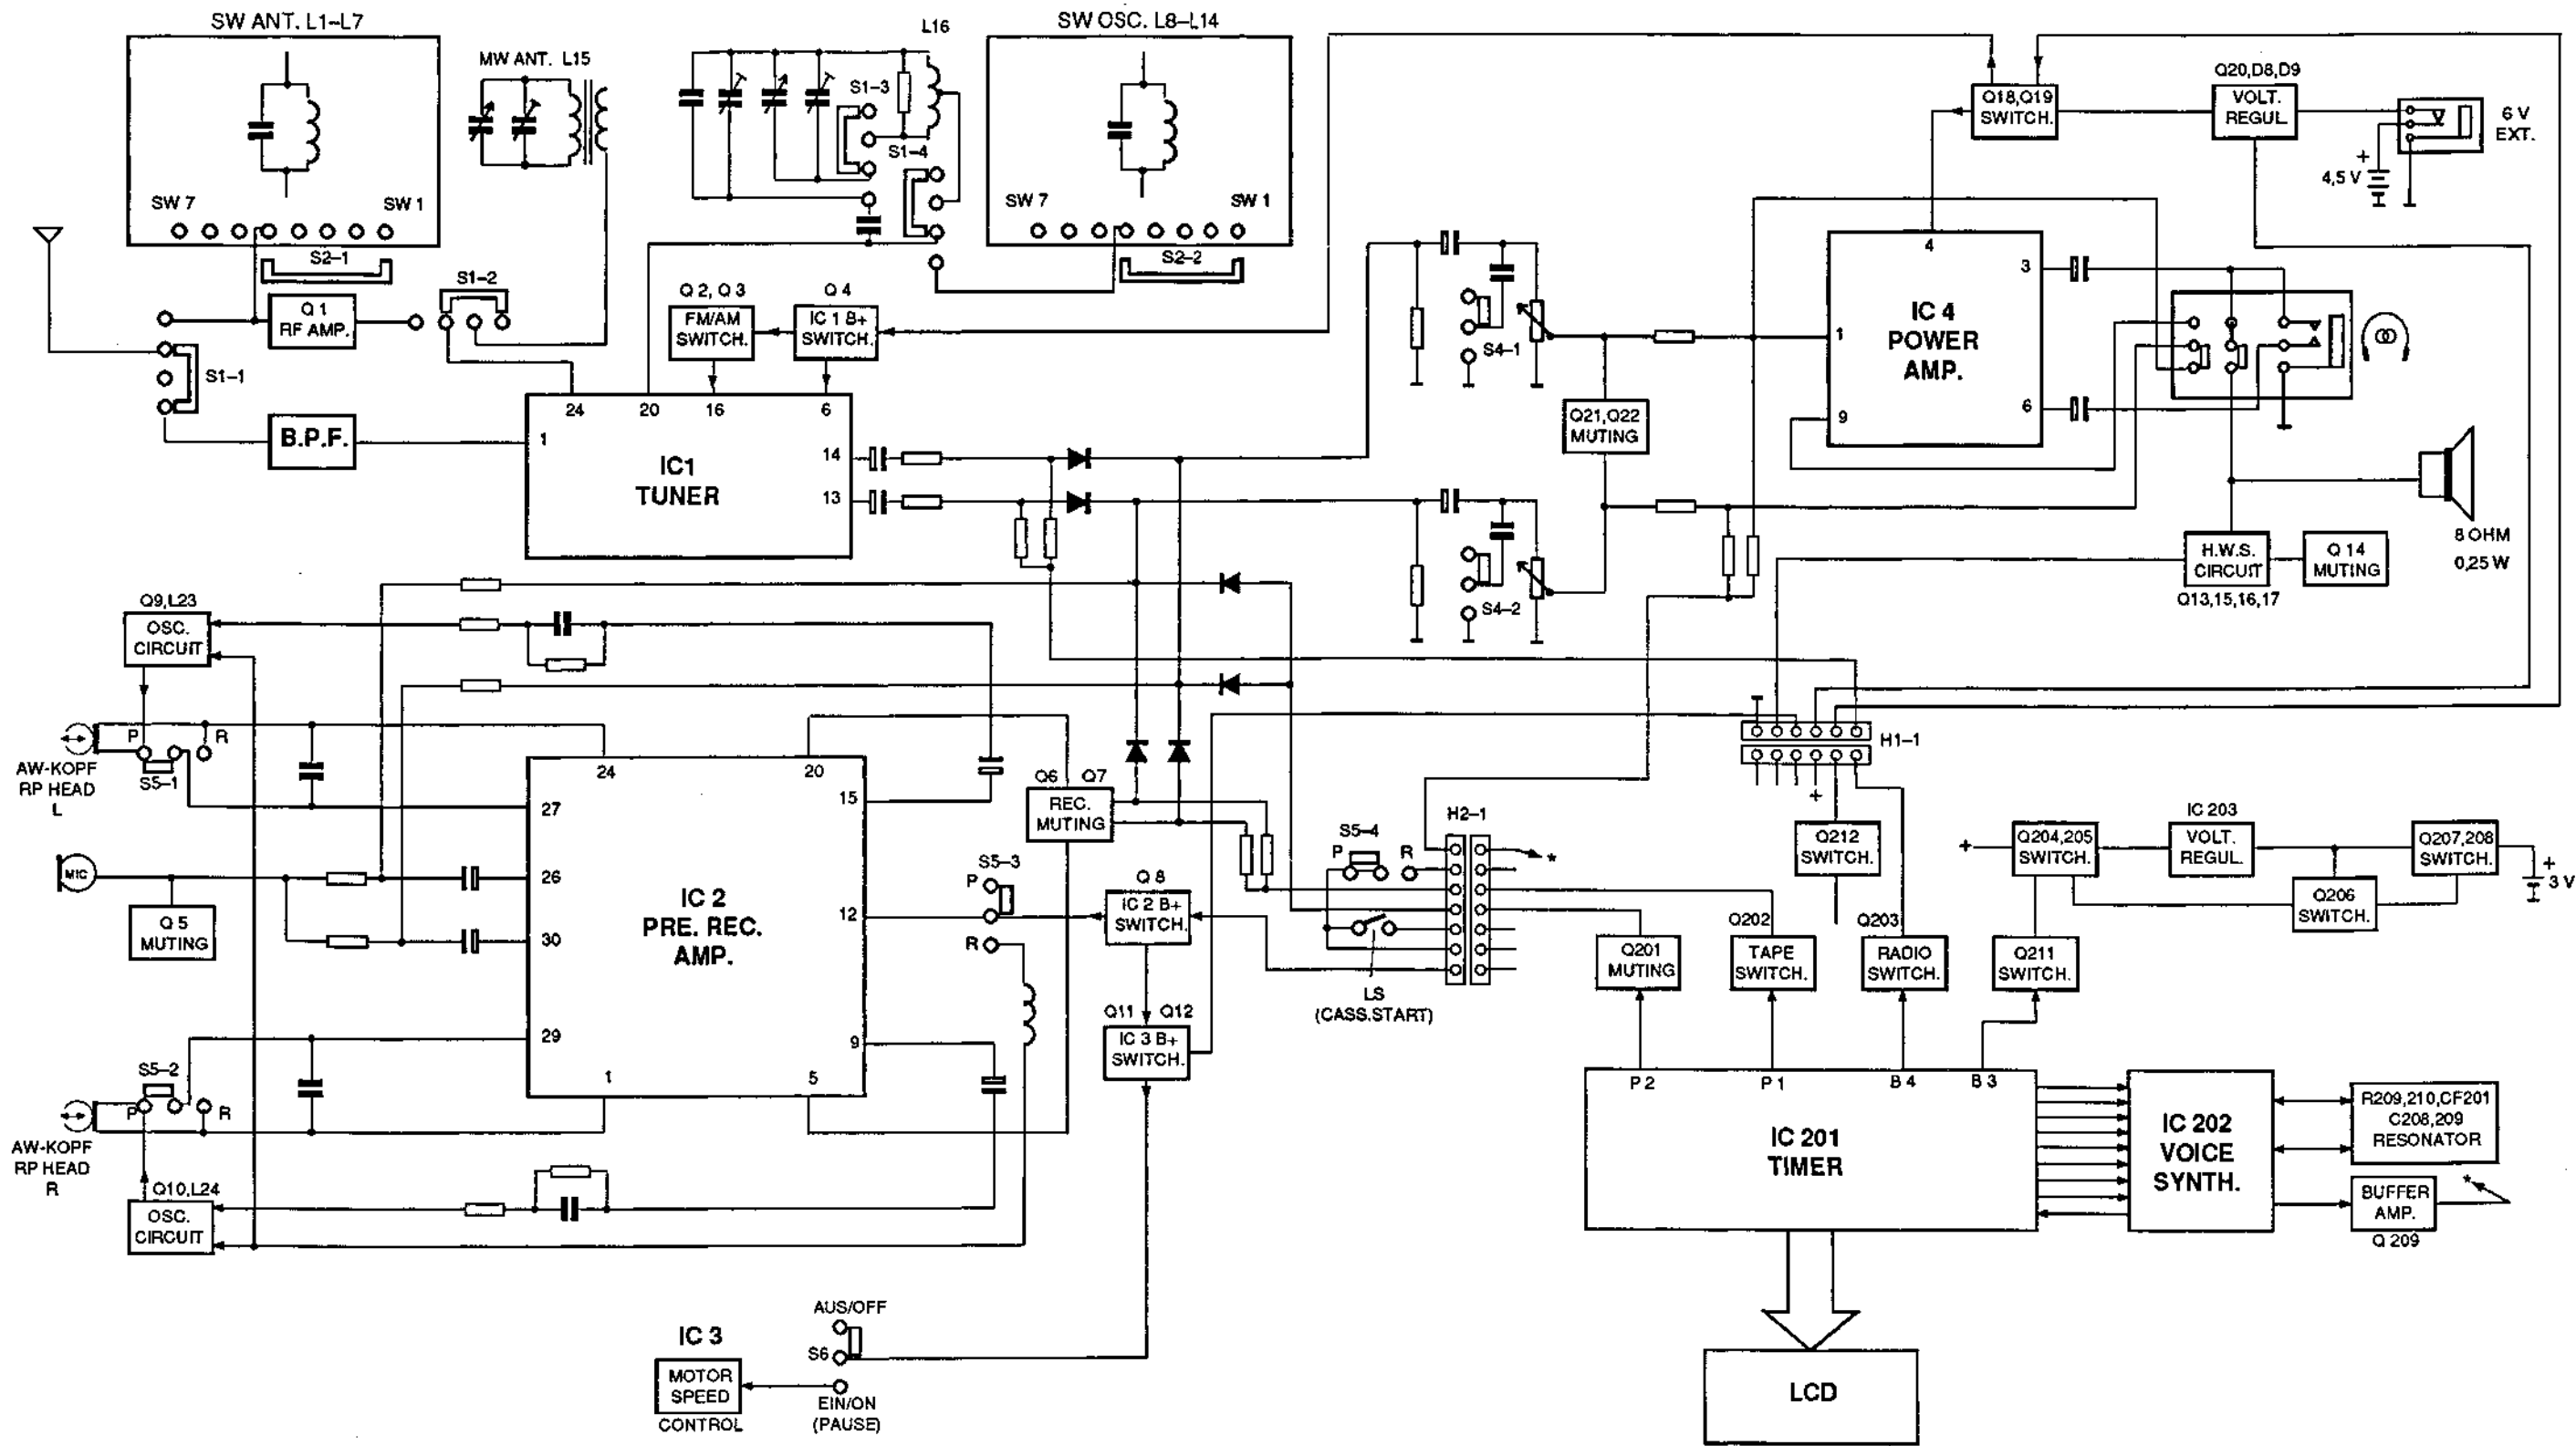 SW ANT. L1–L7
SW OSC. L8–L14
L16
MW ANT. L15
SW 7
SW 1
S1–3
S1–4
SW 7
SW 1
S2–1
S2–2
Q20,D8,D9
Q18,Q19
SWITCH.
VOLT.
REGUL.
6 V
EXT.
+
4,5 V
S1–2
Q 1
RF AMP.
S1–1
B.P.F.
Q 2, Q 3
FM/AM
SWITCH.
Q 4
IC 1 B+
SWITCH.
24
20
16
6
1
14
13
IC1
TUNER
S4–1
S4–2
Q21,Q22
MUTING
4
3
1
6
9
IC 4
POWER
AMP.
8 OHM
0,25 W
H.W.S.
CIRCUIT
Q13,15,16,17
Q 14
MUTING
Q9,L23
OSC.
CIRCUIT
P
R
S5–1
AW-KOPF
RP HEAD
L
MIC
Q 5
MUTING
24
20
27
15
26
12
30
29
9
1
5
IC 2
PRE. REC.
AMP.
Q6
Q7
REC.
MUTING
S5–3
P
R
Q 8
IC 2 B+
SWITCH.
Q11
Q12
IC 3 B+
SWITCH.
S5–4
P
R
H2–1
*
LS
(CASS.START)
H1–1
+
Q212
SWITCH.
Q201
MUTING
Q202
TAPE
SWITCH.
Q203
RADIO
SWITCH.
+
Q204,205
SWITCH.
IC 203
VOLT.
REGUL.
Q207,208
SWITCH.
+
3 V
Q206
SWITCH.
Q211
SWITCH.
S5–2
P
R
AW-KOPF
RP HEAD
R
Q10,L24
OSC.
CIRCUIT
P 2
P 1
B 4
B 3
IC 201
TIMER
IC 202
VOICE
SYNTH.
R209,210,CF201
C208,209
RESONATOR
BUFFER
AMP.
Q 209
*
LCD
IC 3
MOTOR
SPEED
CONTROL
AUS/OFF
S6
EIN/ON
(PAUSE)